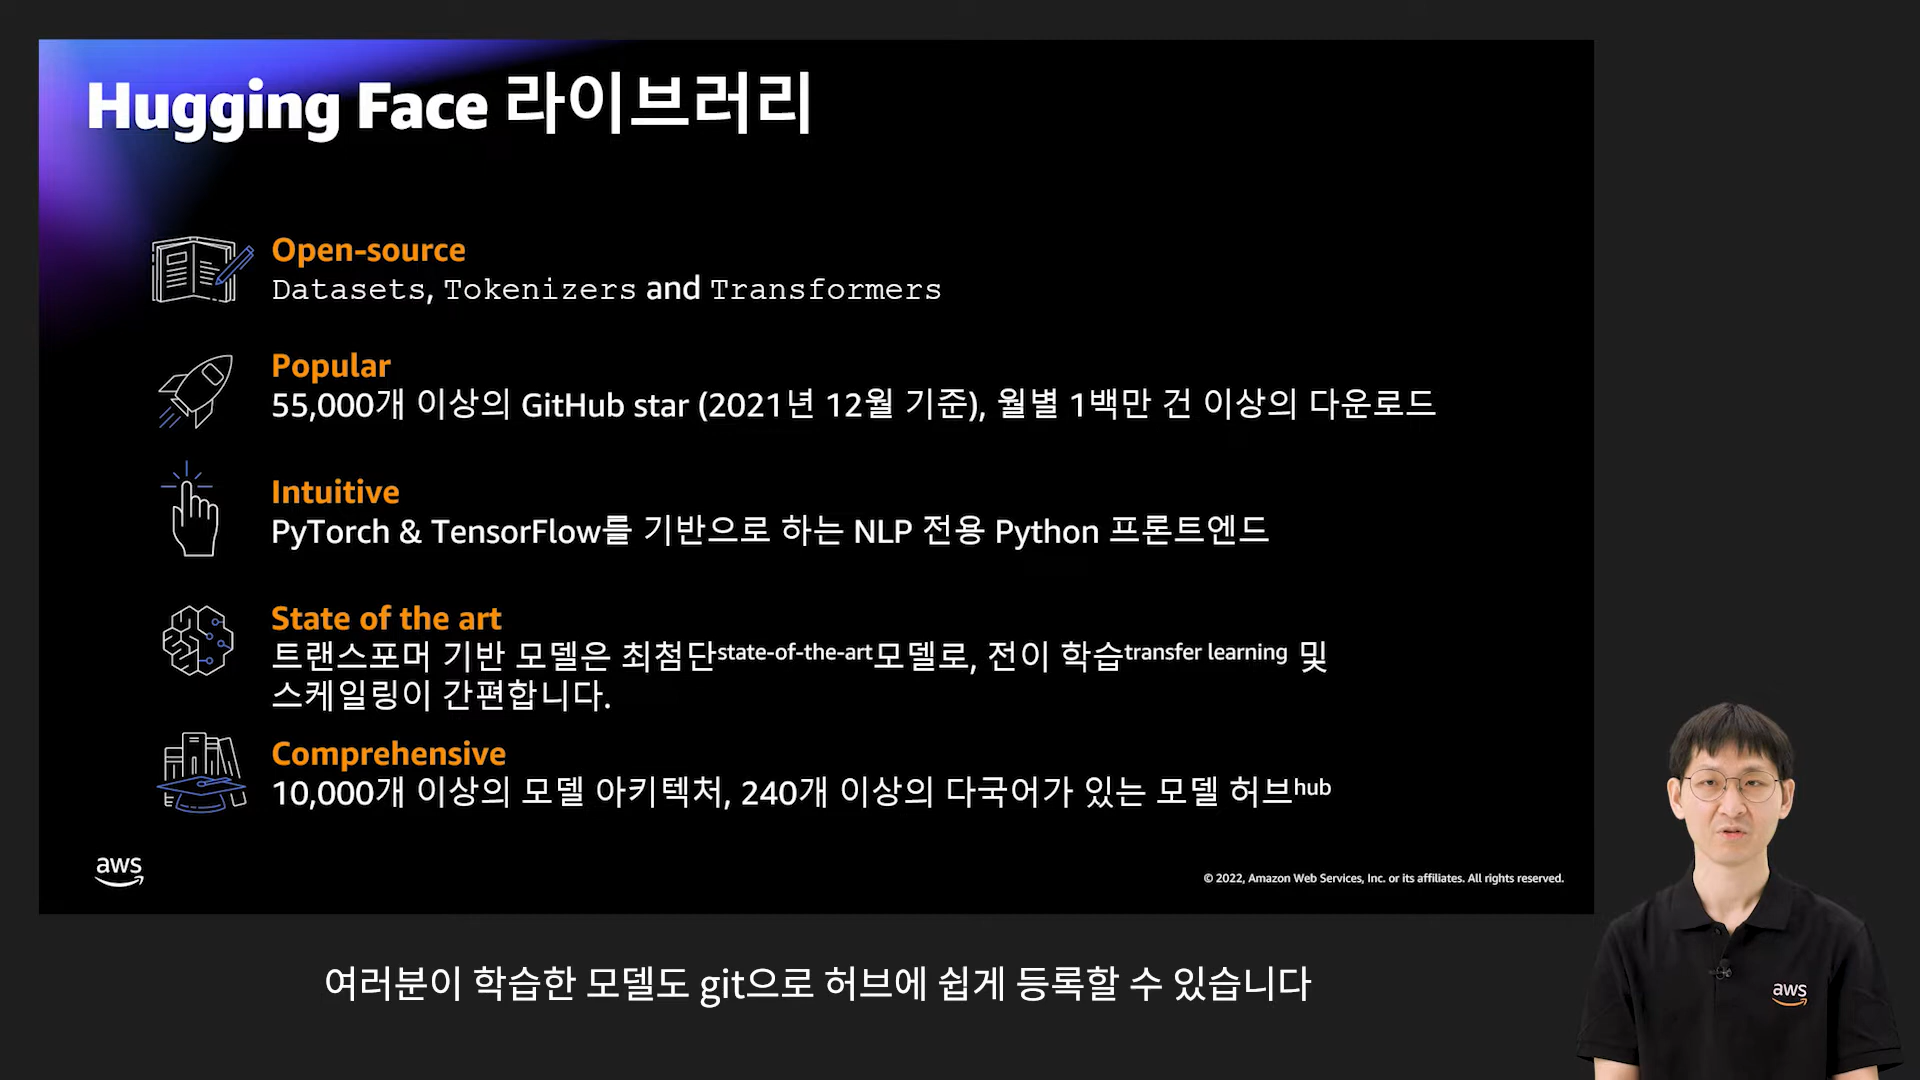 Hugging Face 라이브러리
Open-source
Datasets, Tokenizers and Transformers
Popular
55,000개 이상의 GitHub star (2021년 12월 기준), 월별 1백만 건 이상의 다운로드
Intuitive
PyTorch & TensorFlow를 기반으로 하는 NLP 전용 Python 프론트엔드
State of the art
트랜스포머 기반 모델은 최첨단state-of-the-art모델로, 전이 학습transfer learning 및
스케일링이 간편합니다.
Comprehensive
10,000개 이상의 모델 아키텍처, 240개 이상의 다국어가 있는 모델 허브hub
aws
© 2022, Amazon Web Services, Inc. or its affiliates. All rights reserved.
여러분이 학습한 모델도 git으로 허브에 쉽게 등록할 수 있습니다
aws